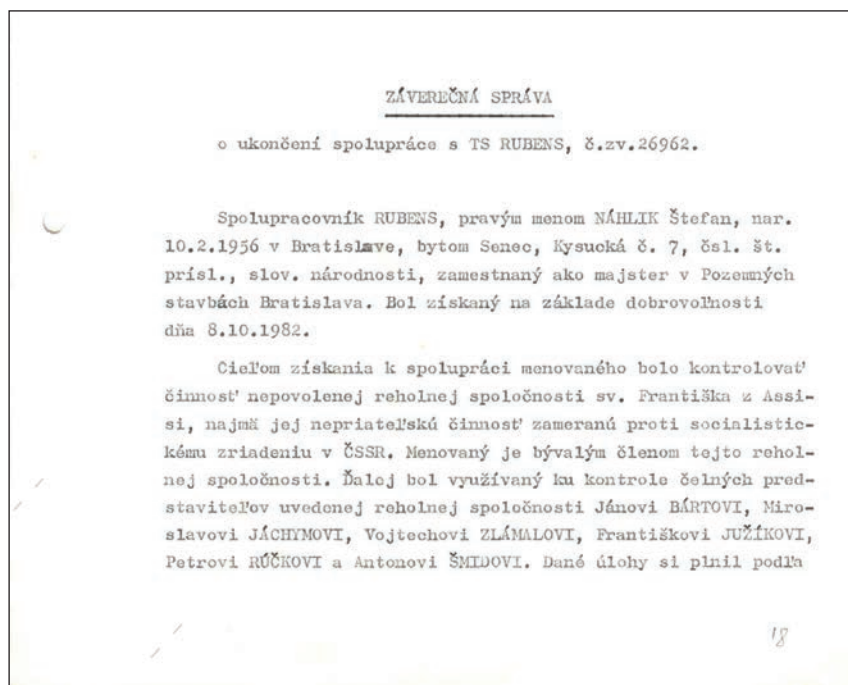 ZÁVEREČNÁ SPRÁVA
o ukončení spolupráce s TS RUBENS, č.zv.26962.
Spolupracovník RUBENS, pravým menom NÁHLIK Štefan, nar.
10.2.1956 v Bratislave, bytom Senec, Kysucká č. 7, čsl. št.
prísl., slov. národnosti, zamestnaný ako majster v Pozemných
stavbách Bratislava. Bol získaný na základe dobrovoľnosti
dňa 8.10.1982.
Cieľom získania k spolupráci menovaného bolo kontrolovať
činnosť nepovolenej reholnej spoločnosti sv. Františka z Assi-
si, najmä jej nepriateľskú činnosť zameranú proti socialistic-
kému zriadeniu v ČSSR. Menovaný je bývalým členom tejto rehol-
nej spoločnosti. Ďalej bol využívaný ku kontrole čelných pred-
staviteľov uvedenej reholnej spoločnosti Jánovi BÁRTOVI, Miro-
slavovi JÁCHYMOVI, Vojtechovi ZLÁMALOVI, Františkovi JUŽÍKOVI,
Petrovi RÚČKOVI a Antonovi ŠMIDOVI. Dané úlohy si plnil podľa
18